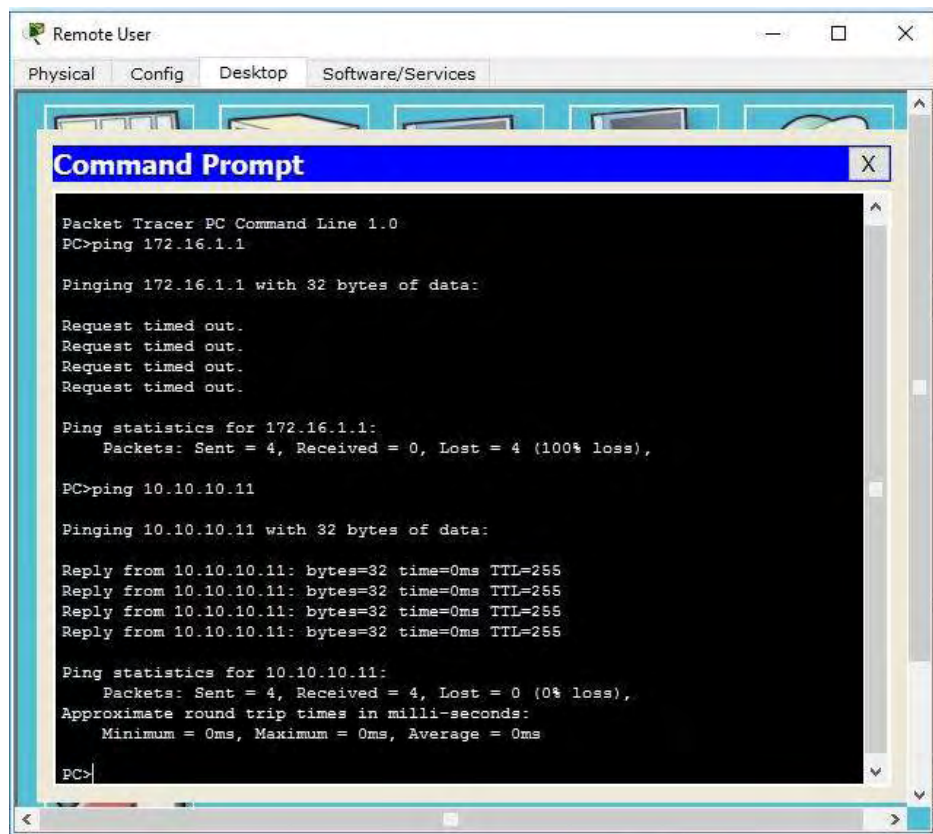 Remote User
Physical Config Desktop Software/Services
Command Prompt
X
Packet Tracer PC Command Line 1.0
PC>ping 172.16.1.1
Pinging 172.16.1.1 with 32 bytes of data:
Request timed out.
Request timed out.
Request timed out.
Request timed out.
Ping statistics for 172.16.1.1:
Packets: Sent = 4, Received = 0, Lost = 4 (100% loss),
PC>ping 10.10.10.11
Pinging 10.10.10.11 with 32 bytes of data:
Reply from 10.10.10.11: bytes=32 time=0ms TTL=255
Reply from 10.10.10.11: bytes=32 time=0ms TTL=255
Reply from 10.10.10.11: bytes=32 time=0ms TTL=255
Reply from 10.10.10.11: bytes=32 time=0ms TTL=255
Ping statistics for 10.10.10.11:
Packets: Sent = 4, Received = 4, Lost = 0 (0% loss),
Approximate round trip times in milli-seconds:
Minimum = 0ms, Maximum = 0ms, Average = 0ms
PC>